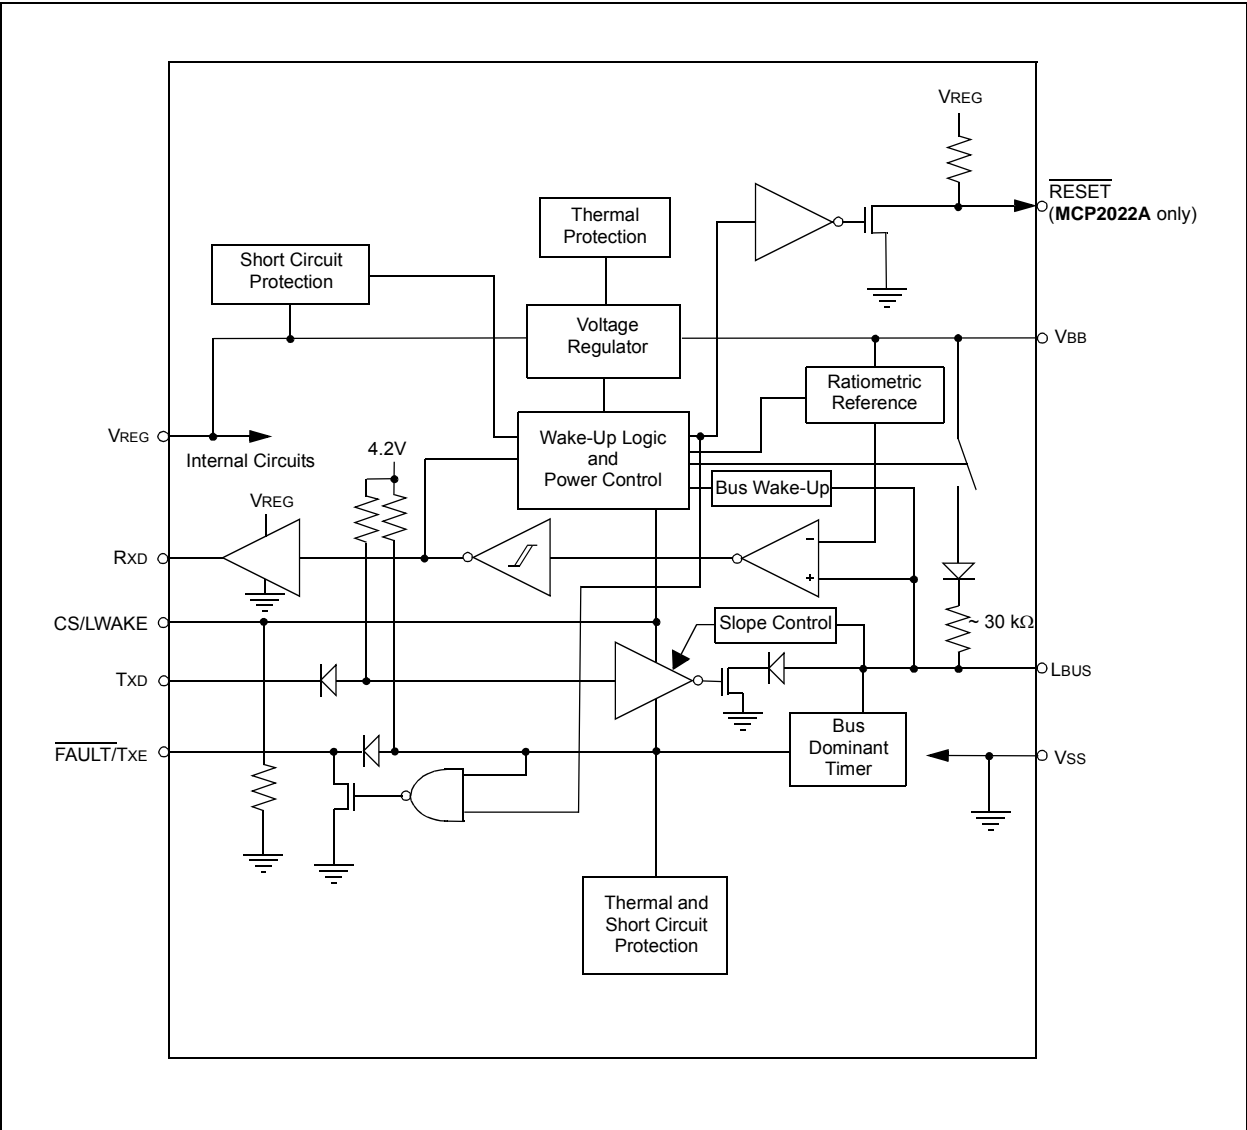 VREG
RESET
(MCP2022A only)
Thermal
Protection
Short Circuit
Protection
Voltage
Regulator
VBB
Ratiometric
Reference
VREG
Internal Circuits
4.2V
Wake-Up Logic
and
Power Control
Bus Wake-Up
VREG
RXD
-
+
CS/LWAKE
Slope Control
~ 30 kΩ
TXD
LBUS
FAULT/TXE
Bus
Dominant
Timer
VSS
Thermal and
Short Circuit
Protection